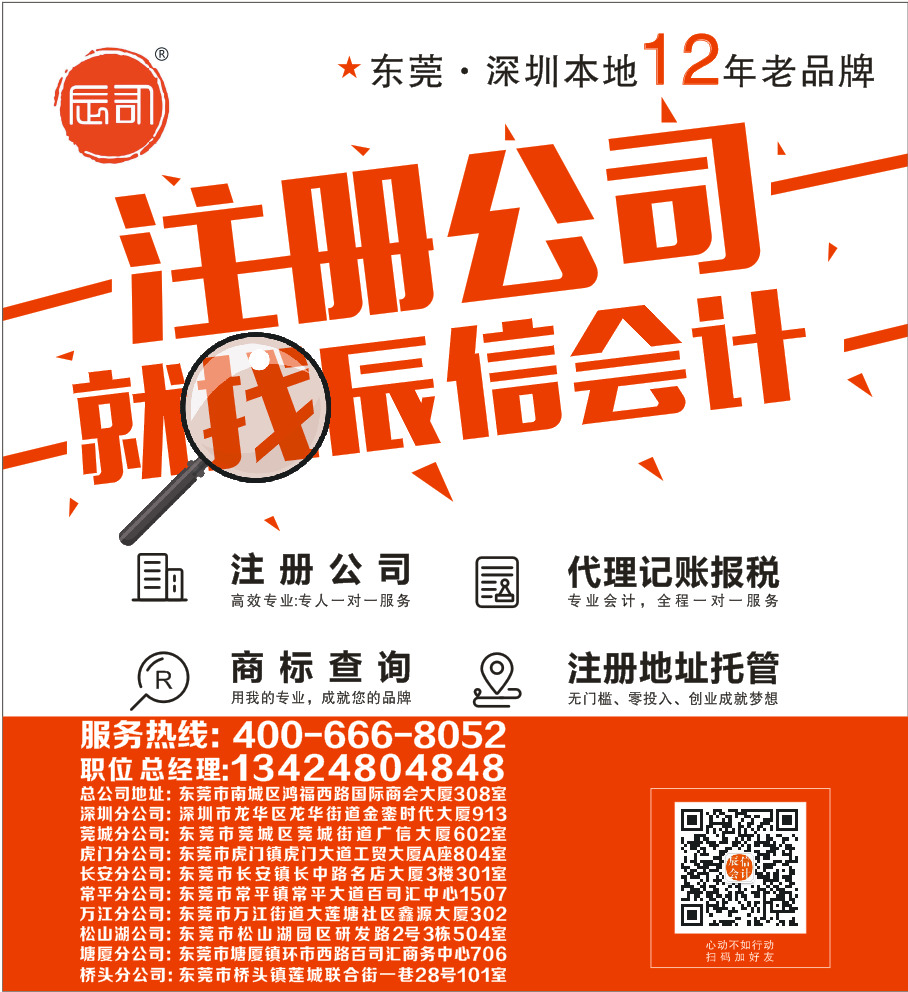 辰司®
★东莞·深圳本地12年老品牌
注册公司
就找辰信会计
注册公司
高效专业:专人一对一服务
代理记账报税
专业会计，全程一对一服务
R
商标查询
用我的专业，成就您的品牌
注册地址托管
无门槛、零投入、创业成就梦想
服务热线: 400-666-8052
职位 总经理:13424804848
总公司地址: 东莞市南城区鸿福西路国际商会大厦308室
深圳分公司: 深圳市龙华区龙华街道金銮时代大厦913
莞城分公司: 东莞市莞城区莞城街道广信大厦602室
虎门分公司: 东莞市虎门镇虎门大道工贸大厦A座804室
长安分公司: 东莞市长安镇长中路名店大厦3楼301室
常平分公司: 东莞市常平镇常平大道百司汇中心1507
万江分公司: 东莞市万江街道大莲塘社区鑫源大厦302
松山湖公司: 东莞市松山湖园区研发路2号3栋504室
塘厦分公司: 东莞市塘厦镇环市西路百司汇商务中心706
桥头分公司: 东莞市桥头镇莲城联合街一巷28号101室
辰信
会计
心动不如行动
扫码加好友